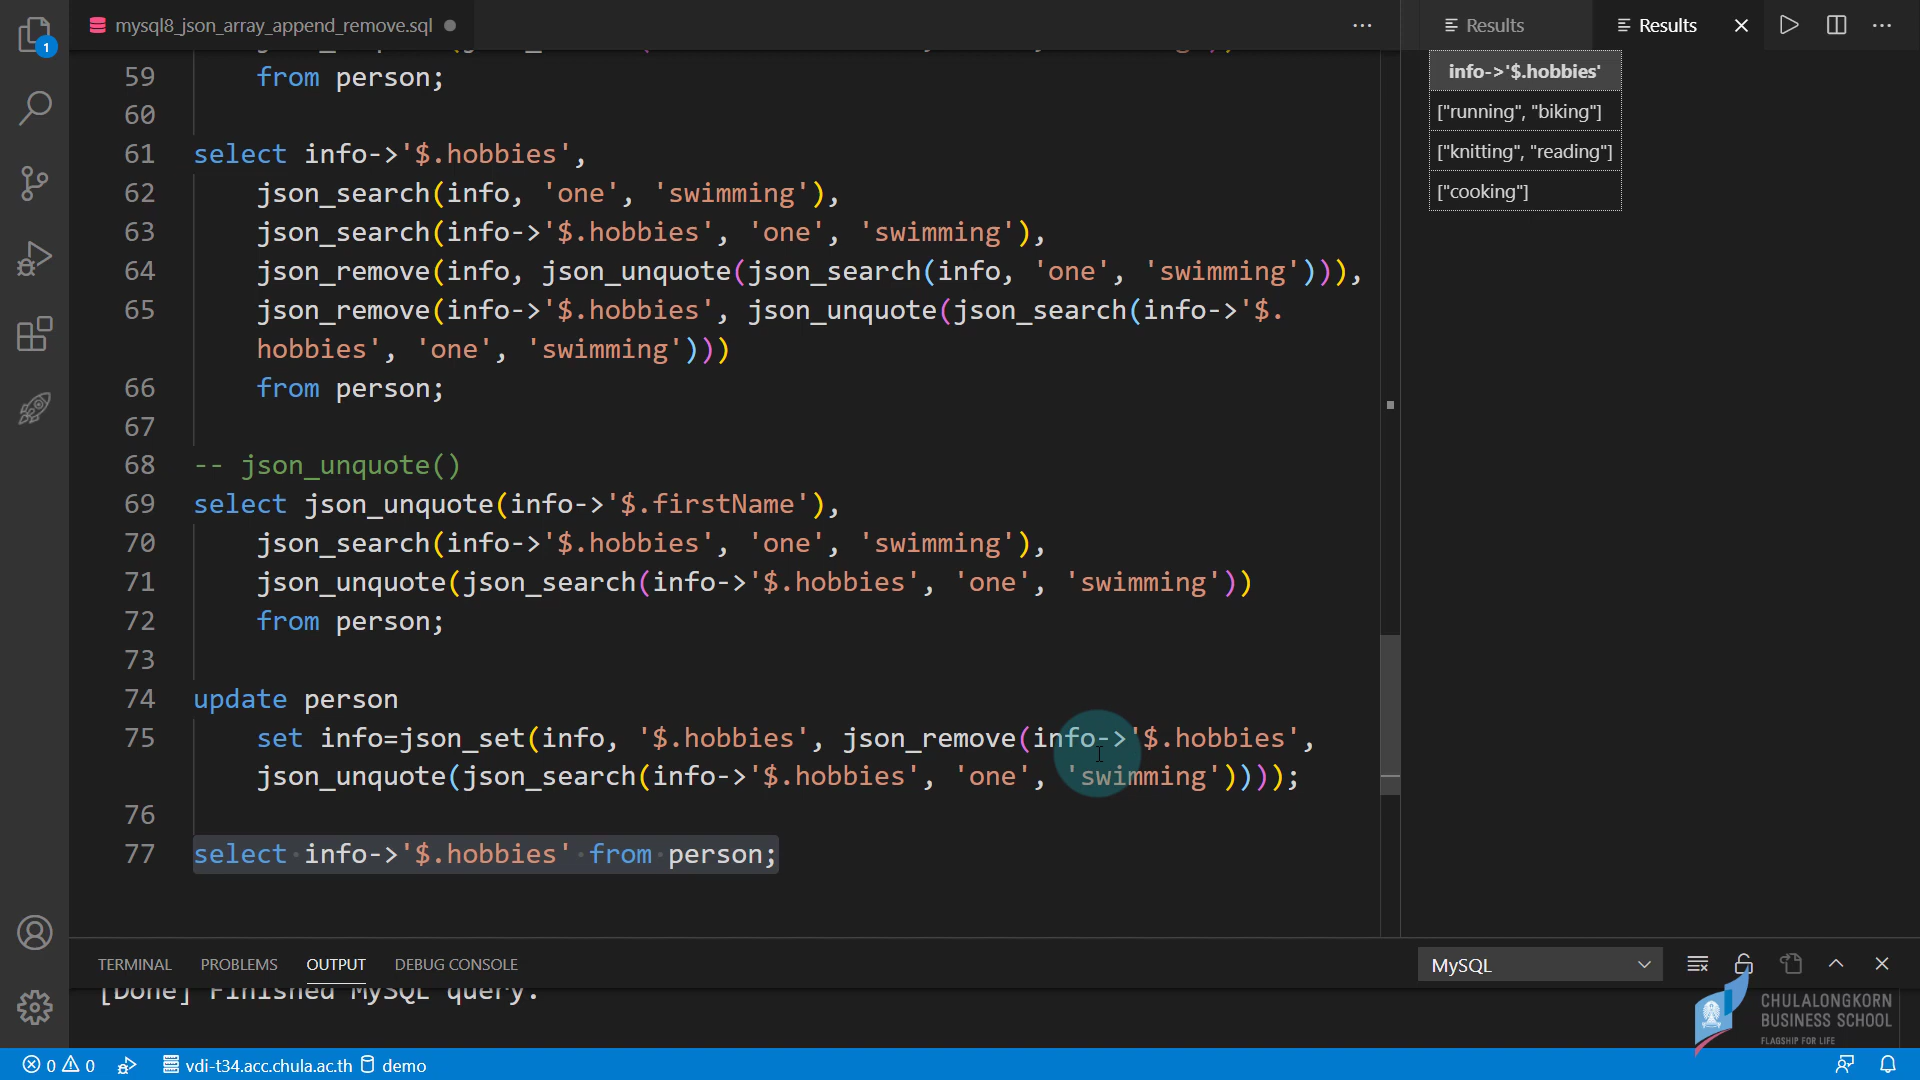 mysql8_json_array_append_remove.sql
Results
Results
1
59 from person;
60
61 select info->'$.hobbies',
62 json_search(info, 'one', 'swimming'),
63 json_search(info->'$.hobbies', 'one', 'swimming'),
64 json_remove(info, json_unquote(json_search(info, 'one', 'swimming'))),
65 json_remove(info->'$.hobbies', json_unquote(json_search(info->'$.
hobbies', 'one', 'swimming')))
66 from person;
67
68 -- json_unquote()
69 select json_unquote(info->'$.firstName'),
70 json_search(info->'$.hobbies', 'one', 'swimming'),
71 json_unquote(json_search(info->'$.hobbies', 'one', 'swimming'))
72 from person;
73
74 update person
75 set info=json_set(info, '$.hobbies', json_remove(info->'$.hobbies',
json_unquote(json_search(info->'$.hobbies', 'one', 'swimming'))));
76
77 select info->'$.hobbies' from person;
info->'$.hobbies'
["running", "biking"]
["knitting", "reading"]
["cooking"]
TERMINAL PROBLEMS OUTPUT DEBUG CONSOLE
MySQL
[Done] Finished MySQL query.
CHULALONGKORN
BUSINESS SCHOOL
FLAGSHIP FOR LIFE
0 0 vdi-t34.acc.chula.ac.th demo